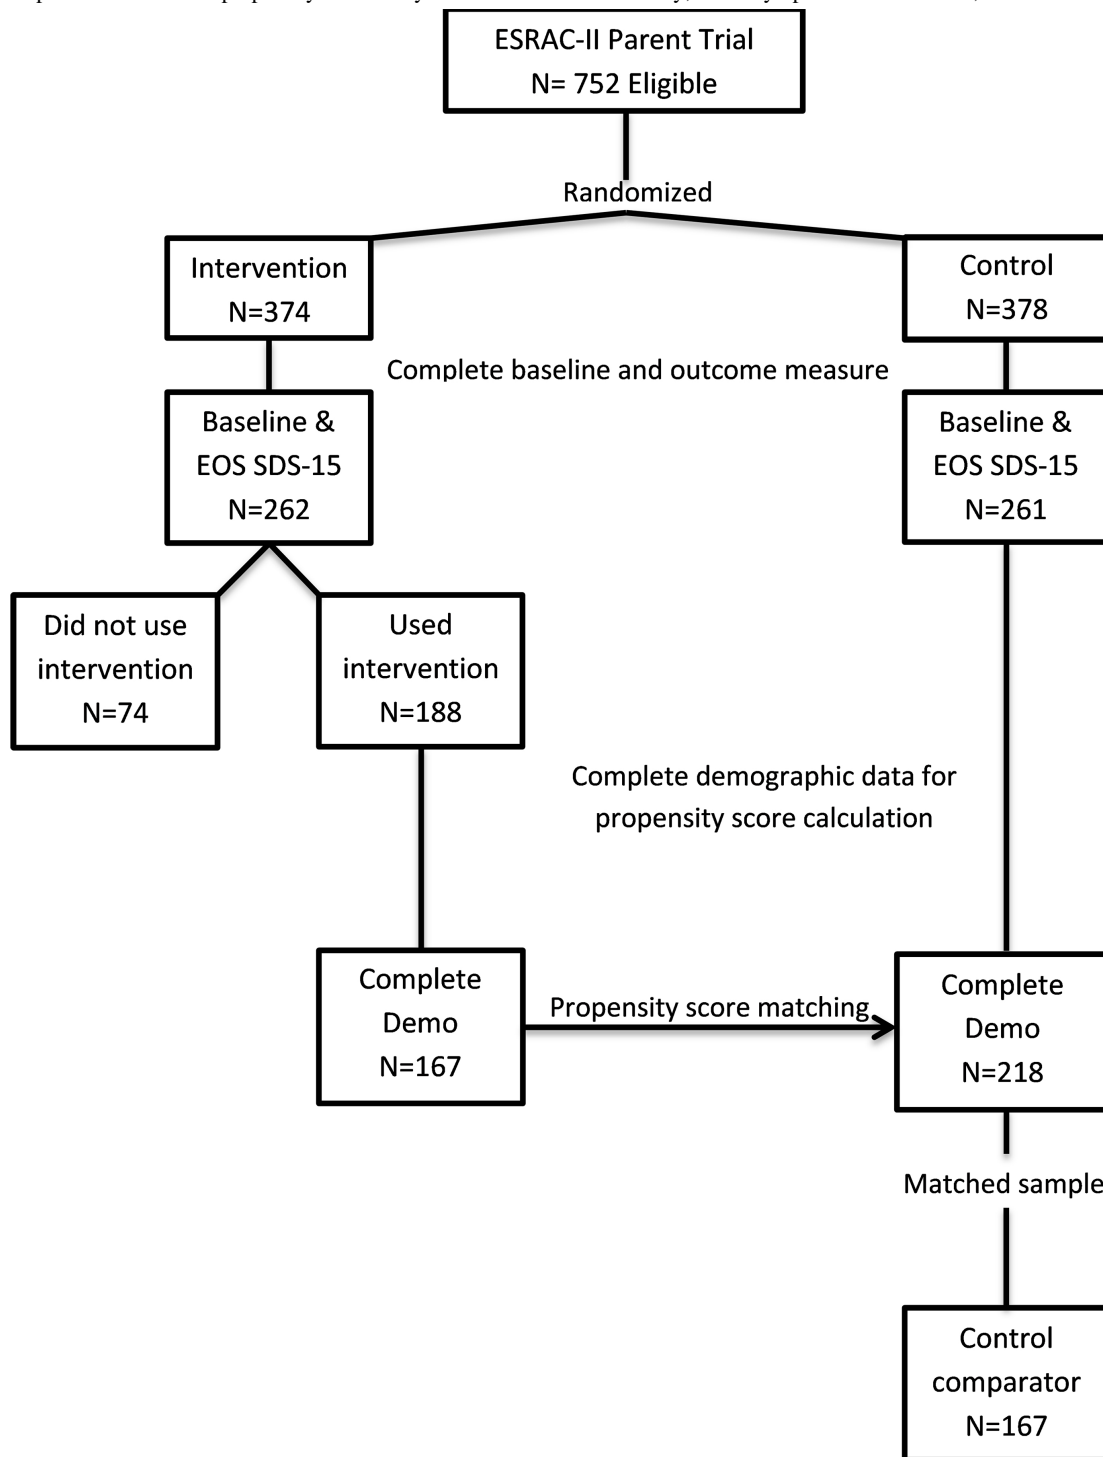 ESRAC-II Parent Trial
N= 752 Eligible
Randomized
Intervention
N=374
Control
N=378
Complete baseline and outcome measure
Baseline &
EOS SDS-15
N=262
Baseline &
EOS SDS-15
N=261
Did not use
intervention
N=74
Used
intervention
N=188
Complete demographic data for
propensity score calculation
Complete
Demo
N=167
Propensity score matching
Complete
Demo
N=218
Matched sample
Control
comparator
N=167